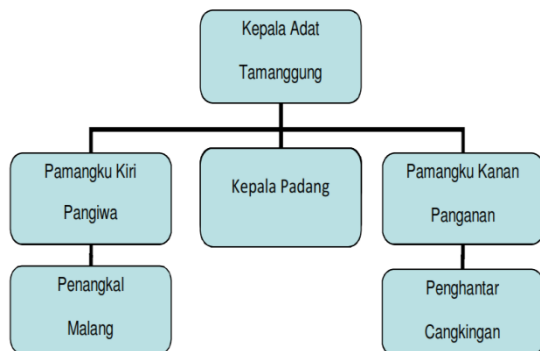 Kepala Adat
Tamanggung
Pamangku Kiri
Pangiwa
Kepala Padang
Pamangku Kanan
Panganan
Penangkal
Malang
Penghantar
Cangkingan